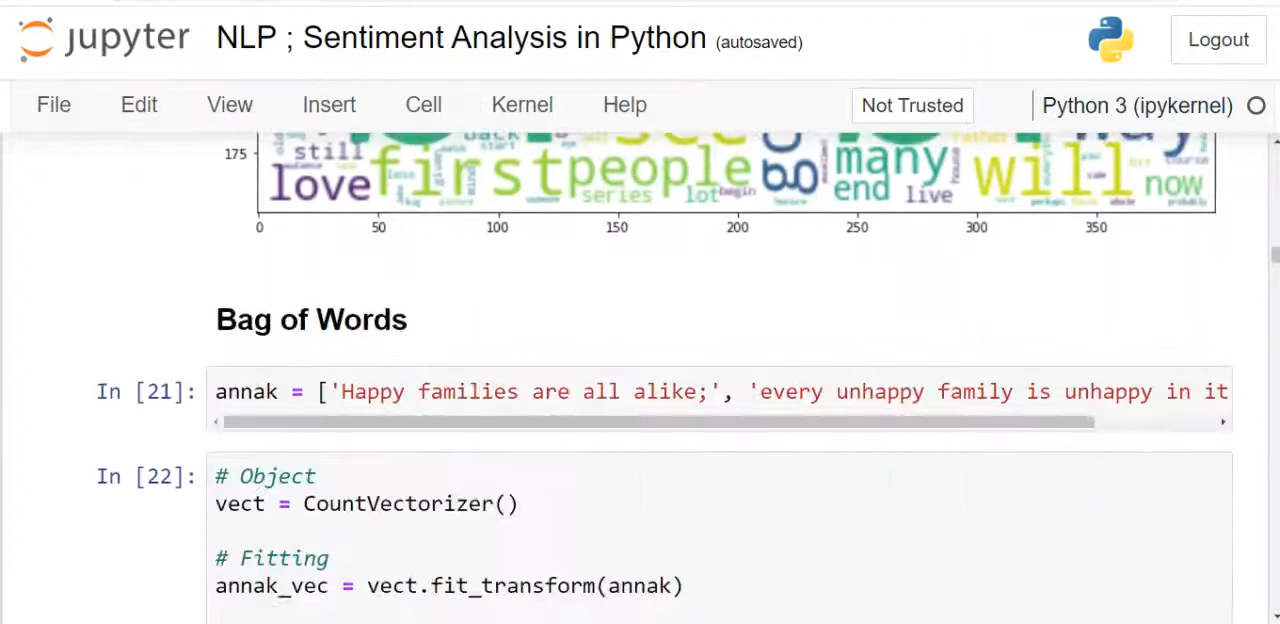 jupyter NLP ; Sentiment Analysis in Python (autosaved) Logout
File Edit View Insert Cell Kernel Help Not Trusted Python 3 (ipykernel)
back
175 still many
love first people go end live will now
series lot begin
0 50 100 150 200 250 300 350
Bag of Words
In [21]: annak = ['Happy families are all alike;', 'every unhappy family is unhappy in it
In [22]: # Object
vect = CountVectorizer()
# Fitting
annak_vec = vect.fit_transform(annak)